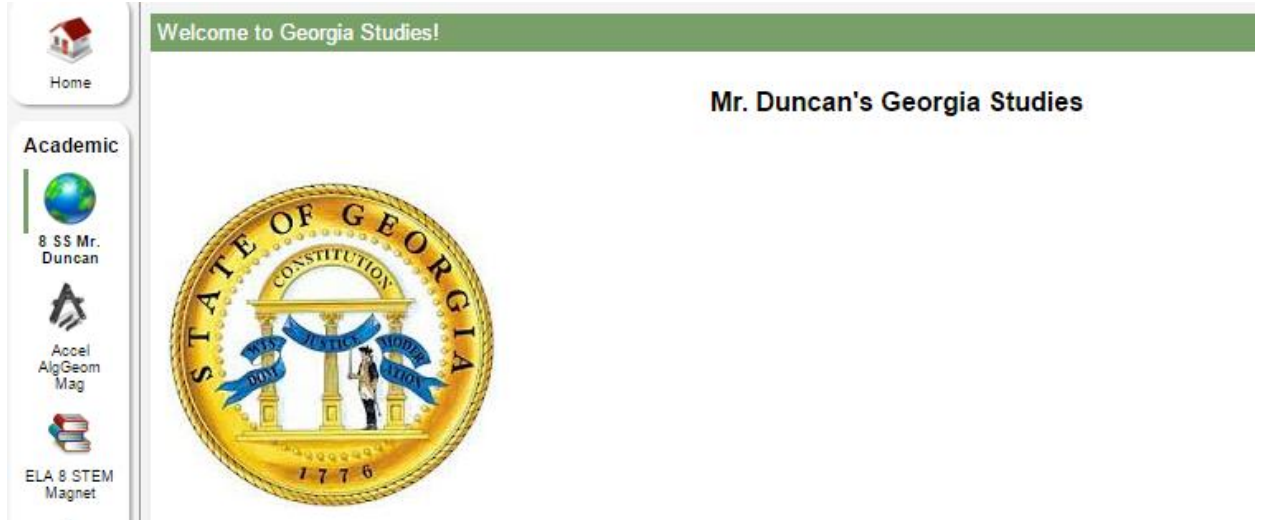 Home
Academic
8 SS Mr.
Duncan
Accel
AlgGeom
Mag
ELA 8 STEM
Magnet
Welcome to Georgia Studies!
Mr. Duncan's Georgia Studies
STATE OF GEORGIA
CONSTITUTION
WIS
DOM
JUSTICE
MODER
ATION
1776